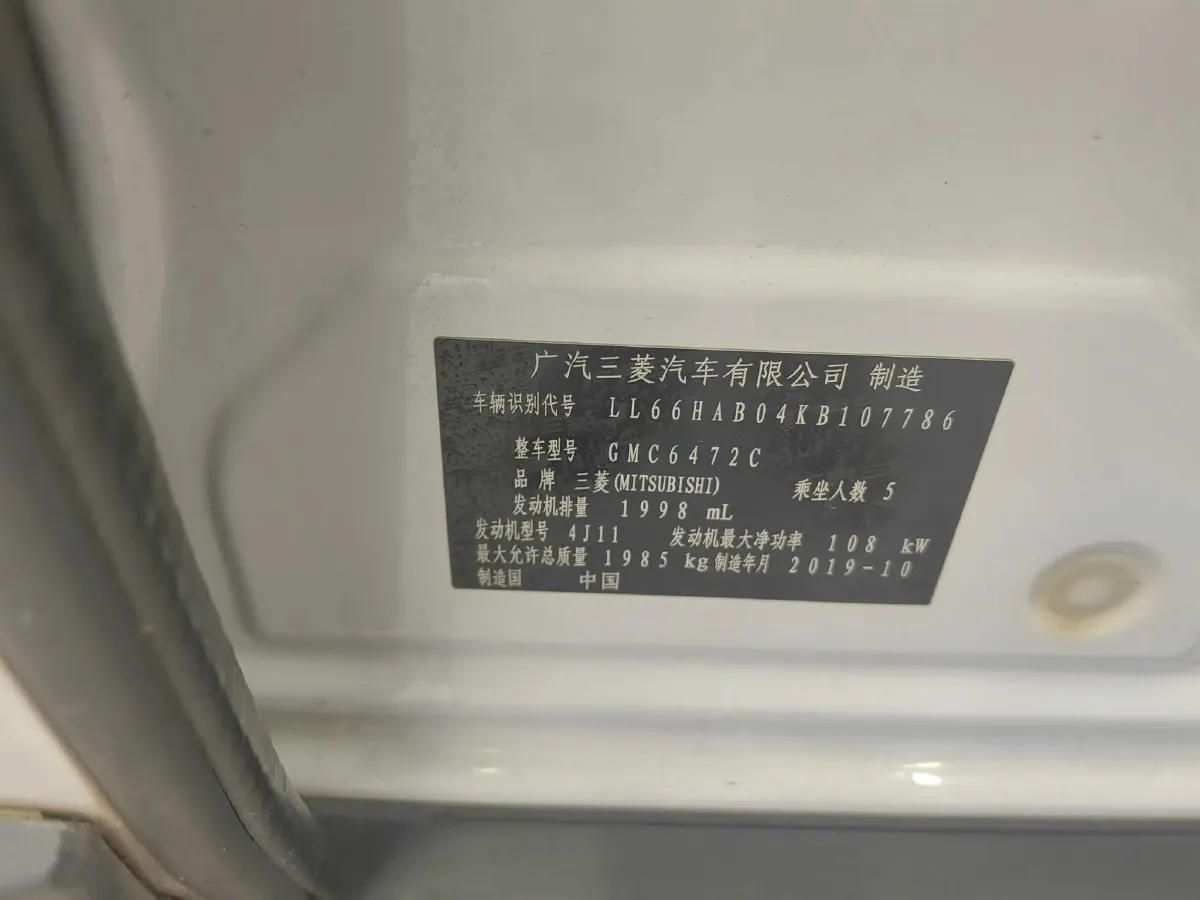 广汽三菱汽车有限公司 制造
车辆识别代号 LL66HAB04KB107786
整车型号 GMC6472C
品牌 三菱(MITSUBISHI) 乘坐人数 5
发动机排量 1998 mL
发动机型号 4J11 发动机最大净功率 108 kW
最大允许总质量 1985 kg 制造年月 2019-10
制造国 中国